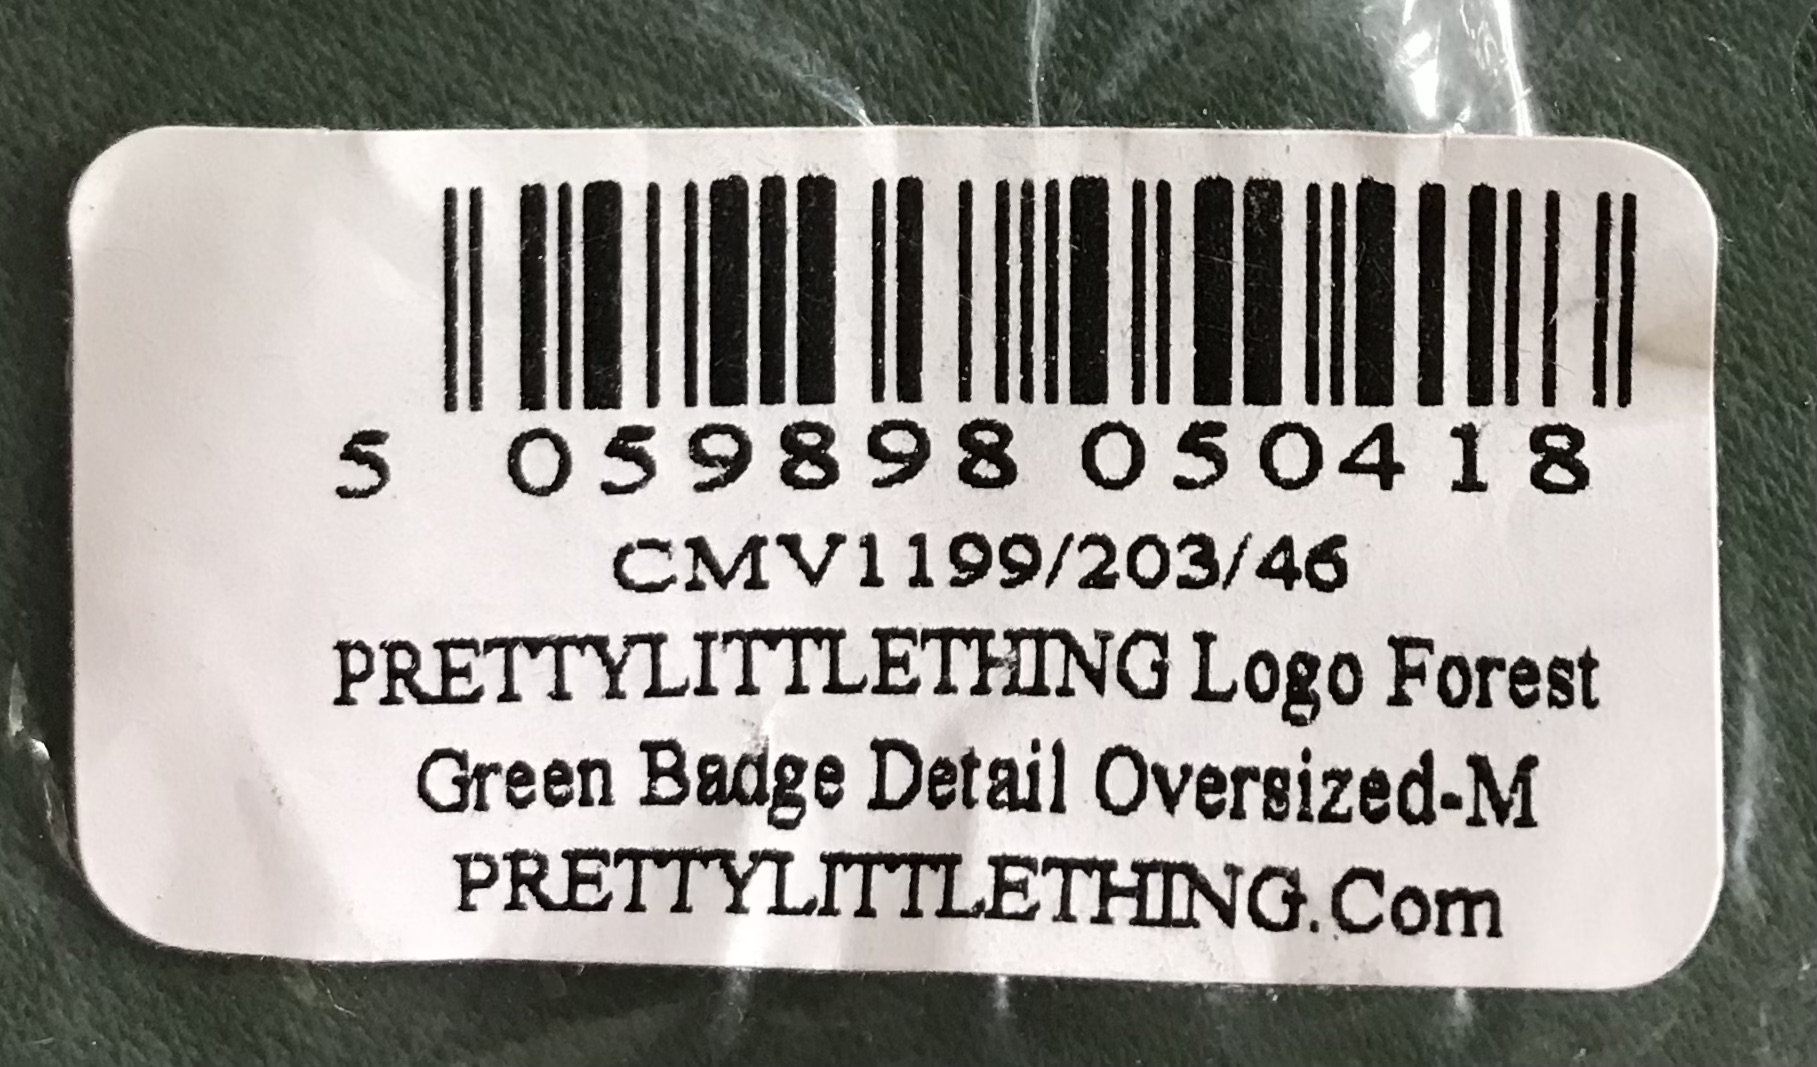 5 059898 050418
CMV1199/203/46
PRETTYLITTLETHING Logo Forest
Green Badge Detail Oversized-M
PRETTYLITTLETHING.Com